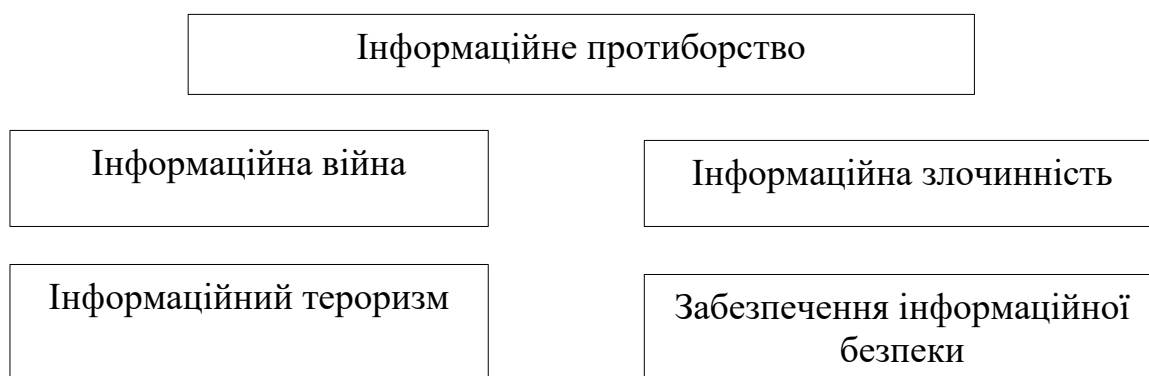 Інформаційне протиборство
Інформаційна війна
Інформаційна злочинність
Інформаційний тероризм
Забезпечення інформаційної
безпеки